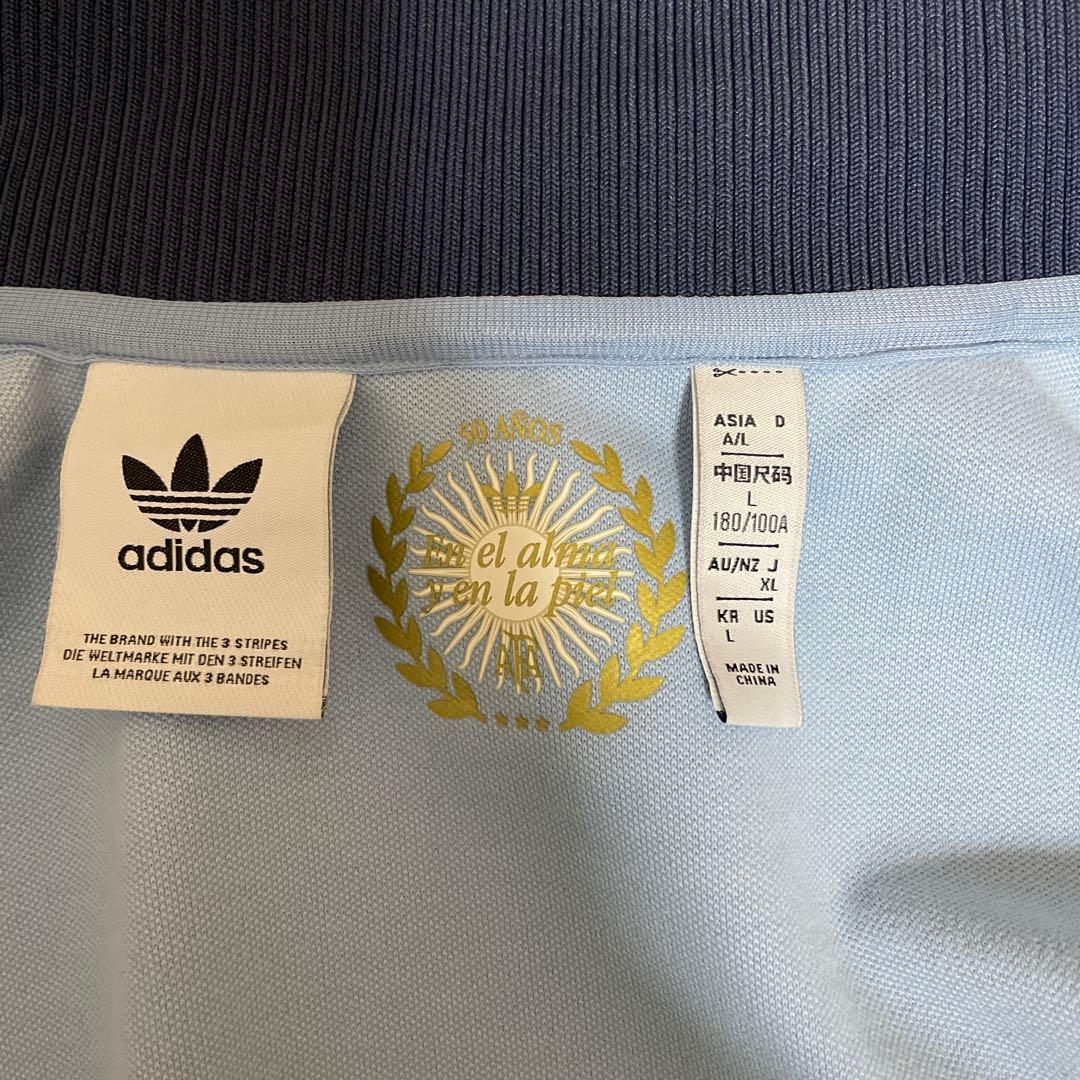 adidas
THE BRAND WITH THE 3 STRIPES
DIE WELTMARKE MIT DEN 3 STREIFEN
LA MARQUE AUX 3 BANDES
50 AÑOS
En el alma
y en la piel
AFA
ASIA D
A/L
中国尺码
L
180/100A
AU/NZ J
XL
KR US
L
MADE IN
CHINA